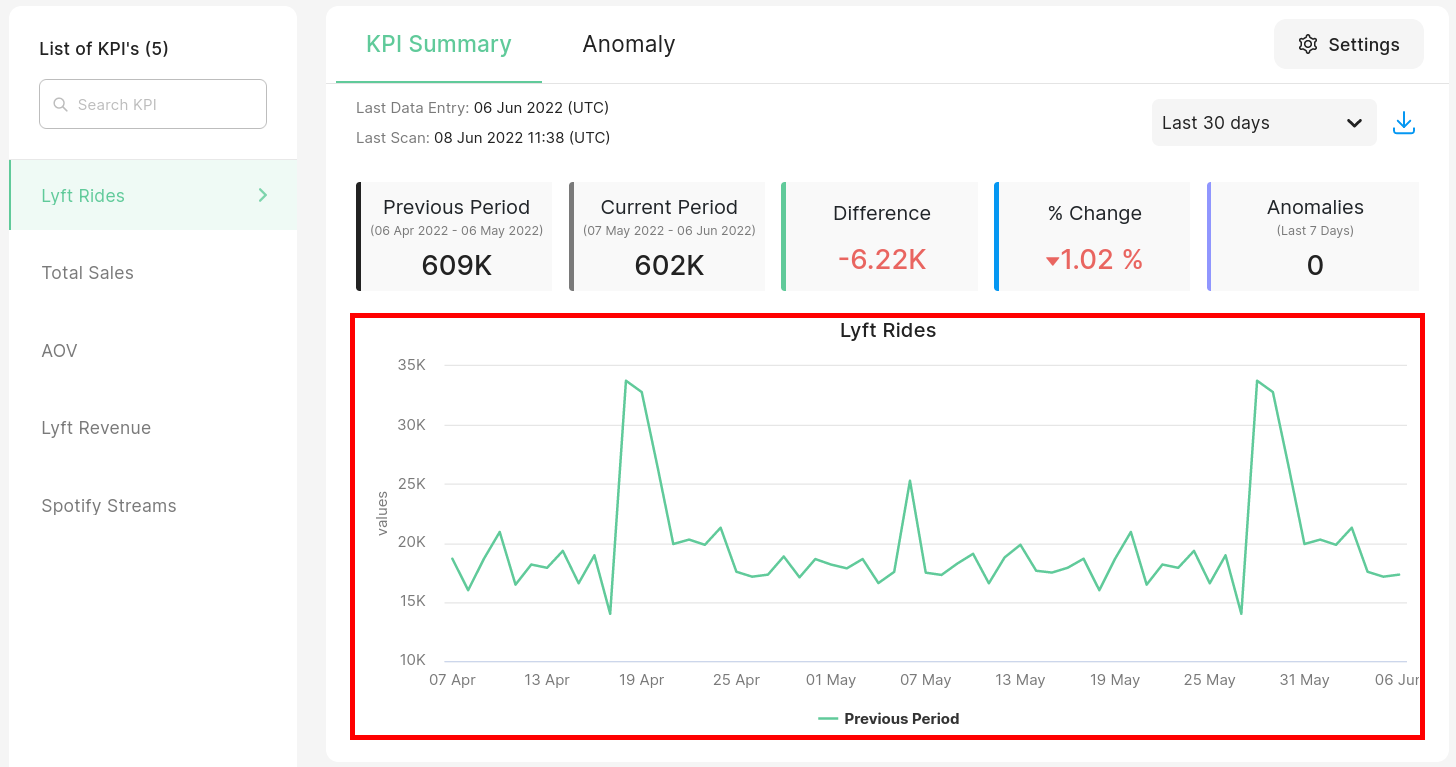 List of KPI's (5)
Search KPI
Lyft Rides
Total Sales
AOV
Lyft Revenue
Spotify Streams
KPI Summary
Anomaly
Settings
Last Data Entry: 06 Jun 2022 (UTC)
Last Scan: 08 Jun 2022 11:38 (UTC)
Last 30 days
Previous Period
(06 Apr 2022 - 06 May 2022)
609K
Current Period
(07 May 2022 - 06 Jun 2022)
602K
Difference
-6.22K
% Change
1.02 %
Anomalies
(Last 7 Days)
0
Lyft Rides
values
35K
30K
25K
20K
15K
10K
07 Apr
13 Apr
19 Apr
25 Apr
01 May
07 May
13 May
19 May
25 May
31 May
06 Jun
Previous Period